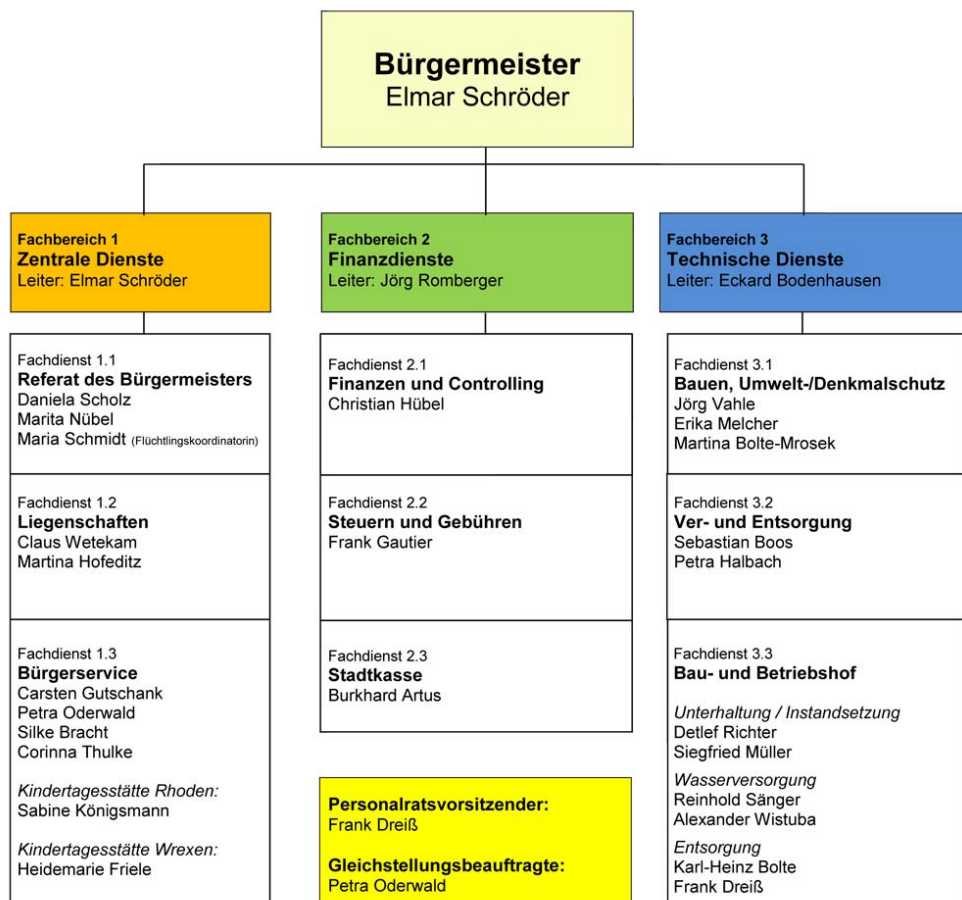 Bürgermeister
Elmar Schröder
Fachbereich 1
Zentrale Dienste
Leiter: Elmar Schröder
Fachdienst 1.1
Referat des Bürgermeisters
Daniela Scholz
Marita Nübel
Maria Schmidt (Flüchtlingskoordinatorin)
Fachdienst 1.2
Liegenschaften
Claus Wetekam
Martina Hofeditz
Fachdienst 1.3
Bürgerservice
Carsten Gutschank
Petra Oderwald
Silke Bracht
Corinna Thulke
Kindertagesstätte Rhoden:
Sabine Königsmann
Kindertagesstätte Wrexen:
Heidemarie Friele
Fachbereich 2
Finanzdienste
Leiter: Jörg Romberger
Fachdienst 2.1
Finanzen und Controlling
Christian Hübel
Fachdienst 2.2
Steuern und Gebühren
Frank Gautier
Fachdienst 2.3
Stadtkasse
Burkhard Artus
Personalratsvorsitzender:
Frank Dreiß
Gleichstellungsbeauftragte:
Petra Oderwald
Fachbereich 3
Technische Dienste
Leiter: Eckard Bodenhausen
Fachdienst 3.1
Bauen, Umwelt-/Denkmalschutz
Jörg Vahle
Erika Melcher
Martina Bolte-Mrosek
Fachdienst 3.2
Ver- und Entsorgung
Sebastian Boos
Petra Halbach
Fachdienst 3.3
Bau- und Betriebshof
Unterhaltung / Instandsetzung
Detlef Richter
Siegfried Müller
Wasserversorgung
Reinhold Sänger
Alexander Wistuba
Entsorgung
Karl-Heinz Bolte
Frank Dreiß